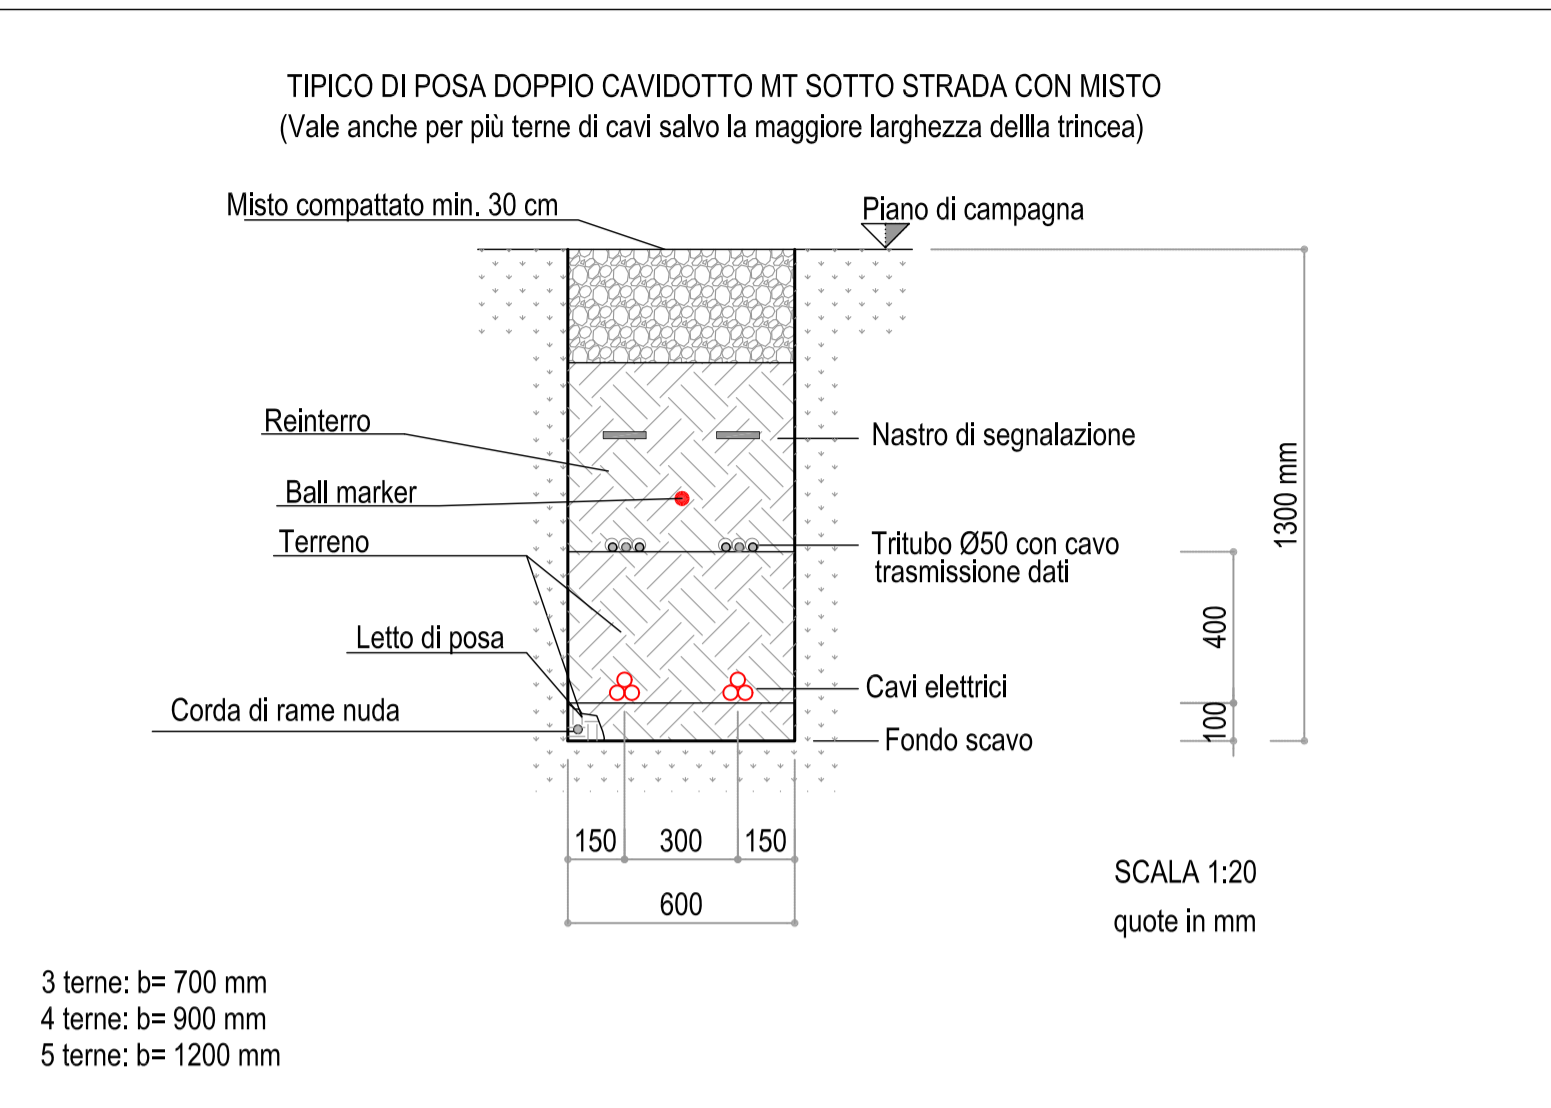 TIPICO DI POSA DOPPIO CAVIDOTTO MT SOTTO STRADA CON MISTO
(Vale anche per più terne di cavi salvo la maggiore larghezza dellla trincea)
Misto compattato min. 30 cm
Piano di campagna
Reinterro
Nastro di segnalazione
Ball marker
Terreno
Tritubo Ø50 con cavo
trasmissione dati
1300 mm
400
Letto di posa
Cavi elettrici
Corda di rame nuda
100
Fondo scavo
150 300 150
600
SCALA 1:20
quote in mm
3 terne: b= 700 mm
4 terne: b= 900 mm
5 terne: b= 1200 mm